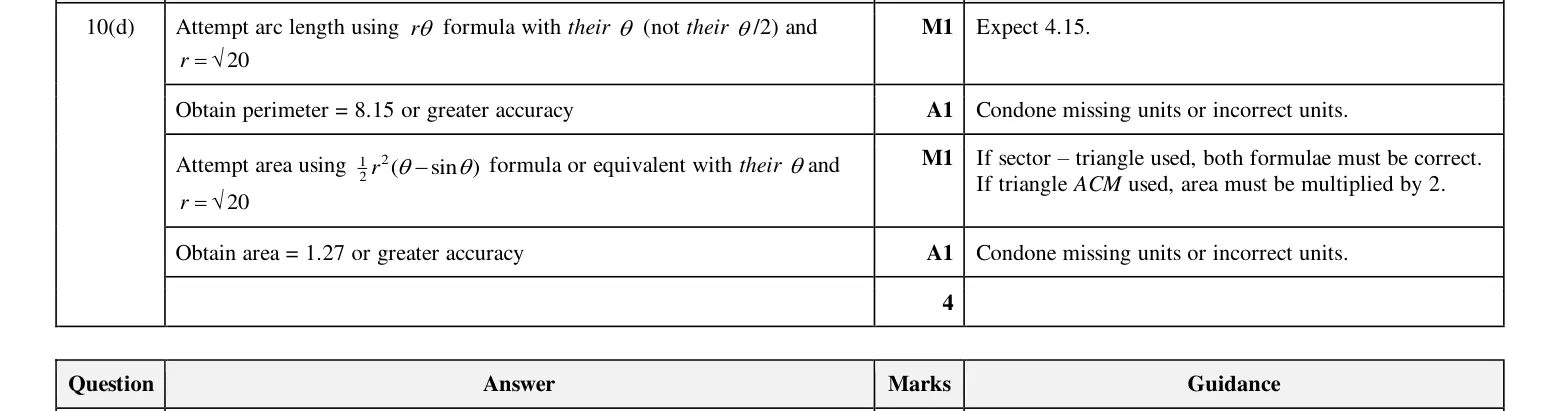 10(d) Attempt arc length using rθ formula with their θ (not their θ/2) and M1 Expect 4.15.
r = √20
Obtain perimeter = 8.15 or greater accuracy A1 Condone missing units or incorrect units.
Attempt area using ½r²(θ – sin θ) formula or equivalent with their θ and M1 If sector – triangle used, both formulae must be correct.
If triangle ACM used, area must be multiplied by 2.
r = √20
Obtain area = 1.27 or greater accuracy A1 Condone missing units or incorrect units.
4
Question Answer Marks Guidance